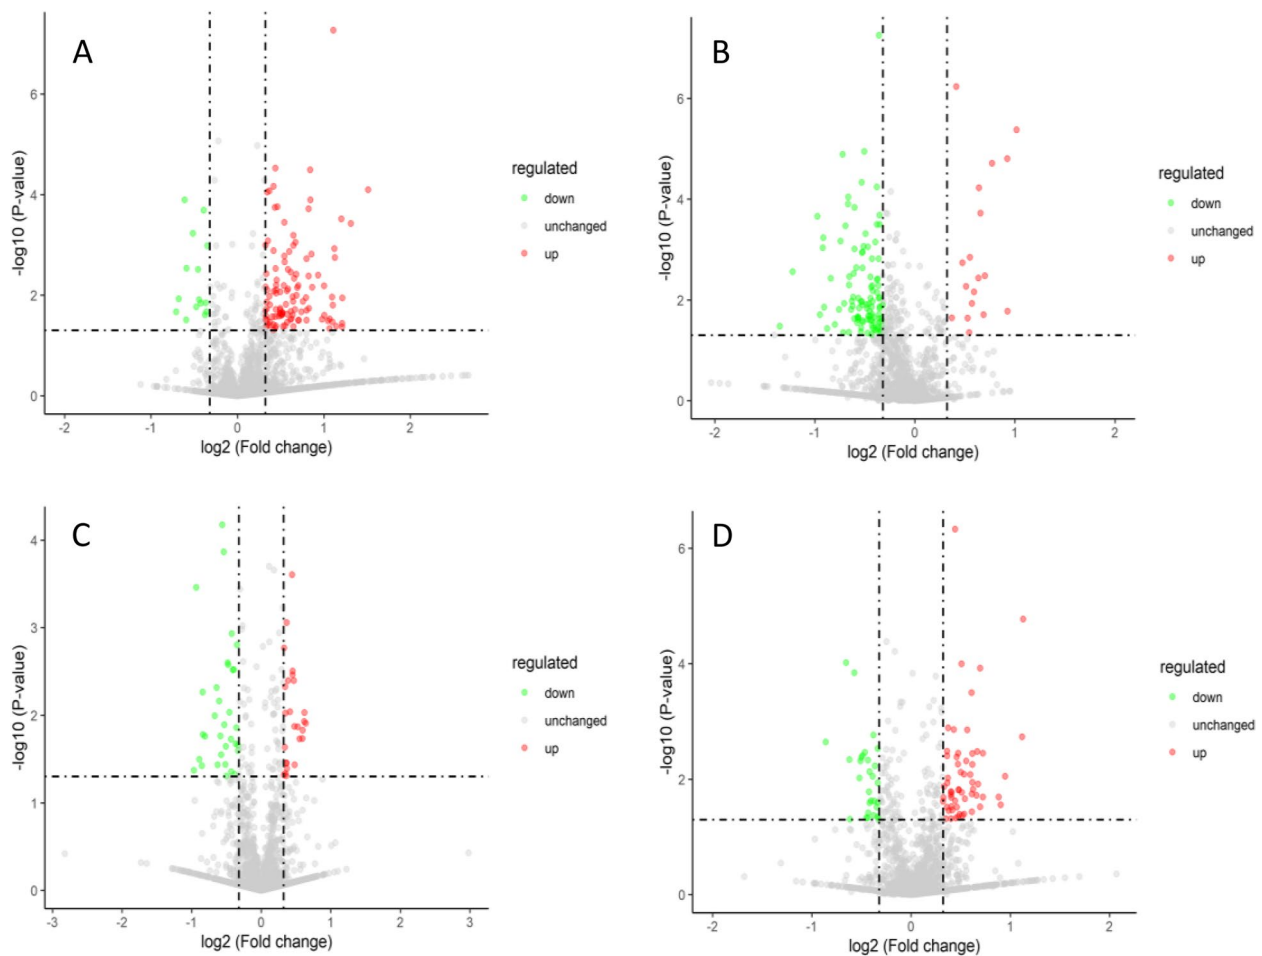 A
-log10 (P-value)
6
4
2
0
-2 -1 0 1 2
log2 (Fold change)
regulated
down
unchanged
up
B
-log10 (P-value)
6
4
2
0
-2 -1 0 1 2
log2 (Fold change)
regulated
down
unchanged
up
C
-log10 (P-value)
4
3
2
1
0
-3 -2 -1 0 1 2 3
log2 (Fold change)
regulated
down
unchanged
up
D
-log10 (P-value)
6
4
2
0
-2 -1 0 1 2
log2 (Fold change)
regulated
down
unchanged
up